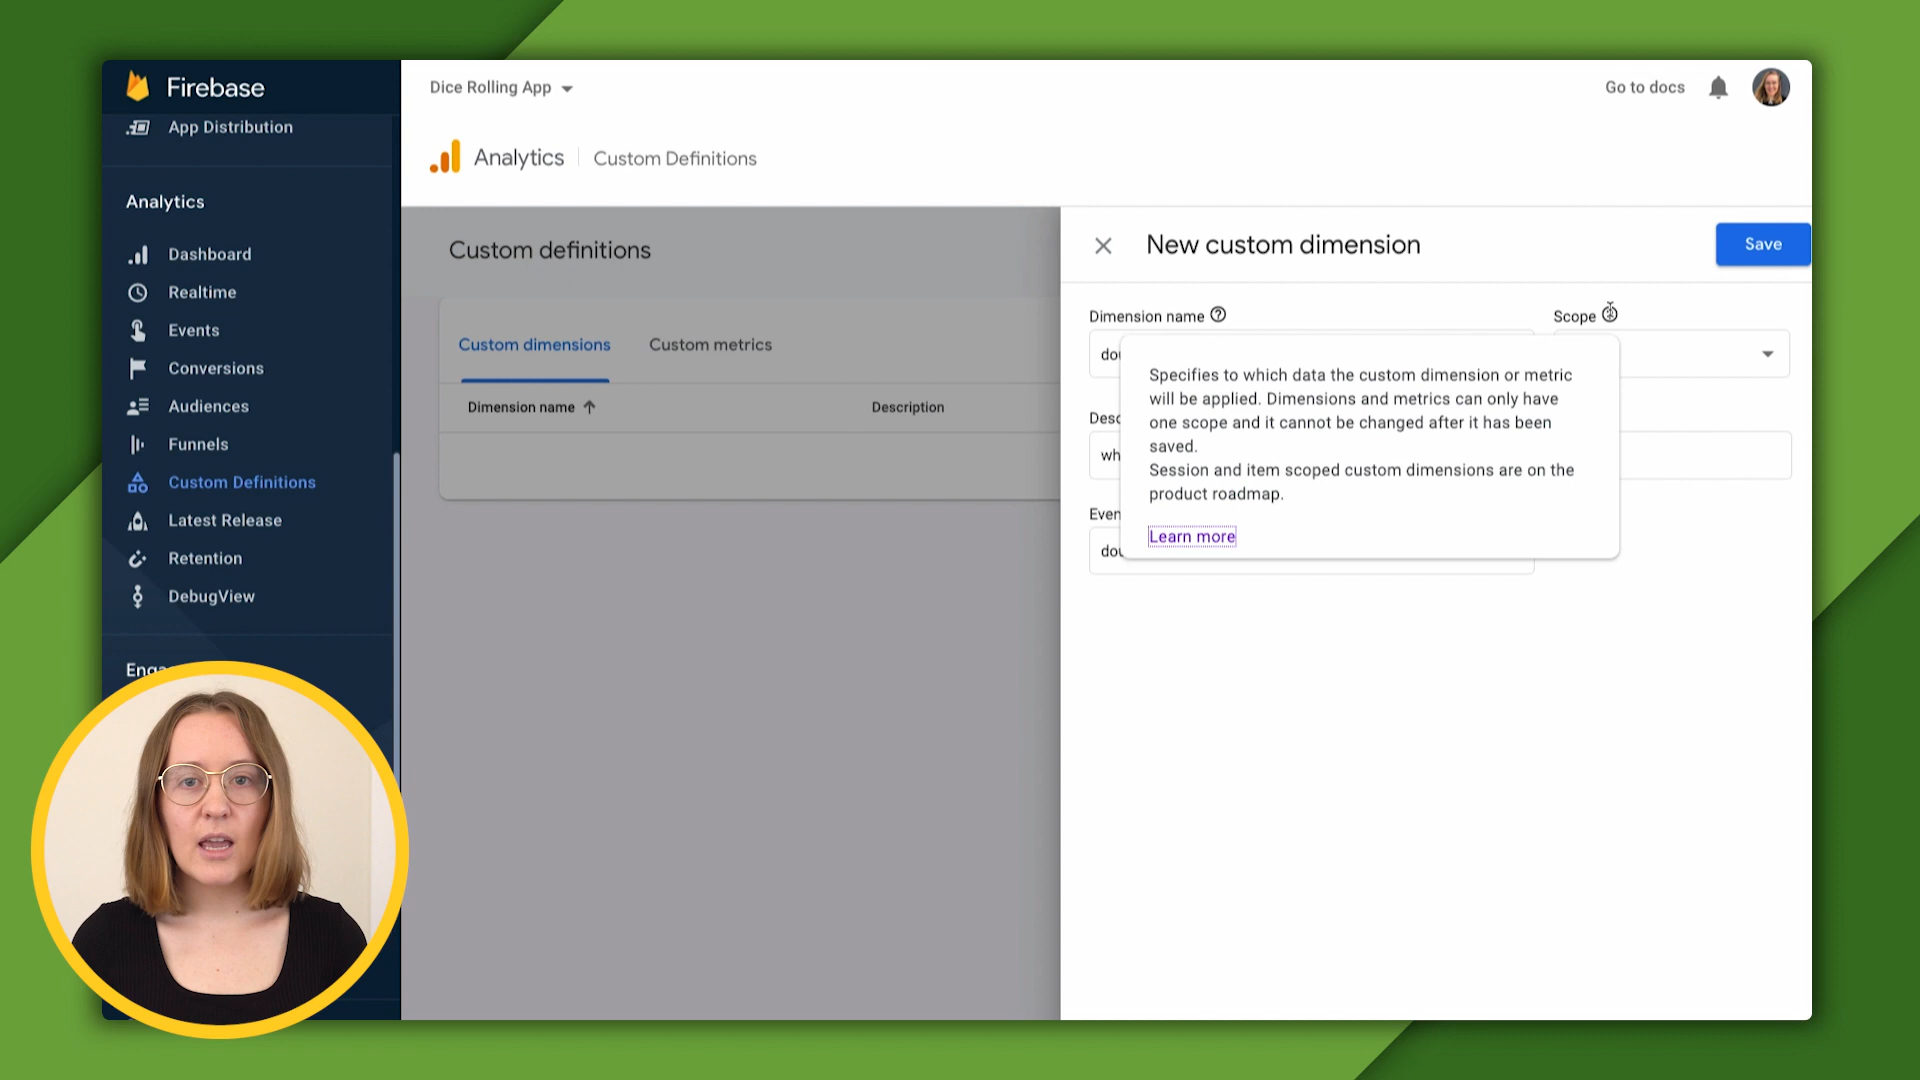 Firebase
Dice Rolling App
Go to docs
App Distribution
Analytics
Custom Definitions
Analytics
Dashboard
Realtime
Events
Conversions
Audiences
Funnels
Custom Definitions
Latest Release
Retention
DebugView
Custom definitions
Custom dimensions
Custom metrics
Dimension name
Description
New custom dimension
Save
Dimension name
Scope
Specifies to which data the custom dimension or metric
will be applied. Dimensions and metrics can only have
one scope and it cannot be changed after it has been
saved.
Session and item scoped custom dimensions are on the
product roadmap.
Learn more